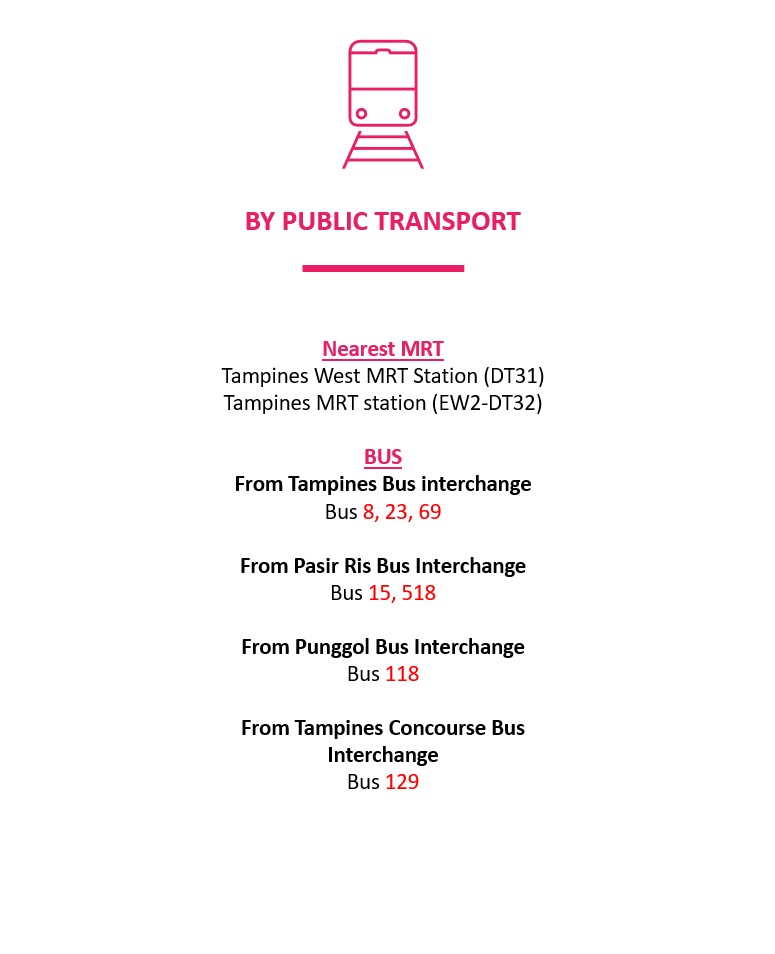 BY PUBLIC TRANSPORT
Nearest MRT
Tampines West MRT Station (DT31)
Tampines MRT station (EW2-DT32)
BUS
From Tampines Bus interchange
Bus 8, 23, 69
From Pasir Ris Bus Interchange
Bus 15, 518
From Punggol Bus Interchange
Bus 118
From Tampines Concourse Bus
Interchange
Bus 129